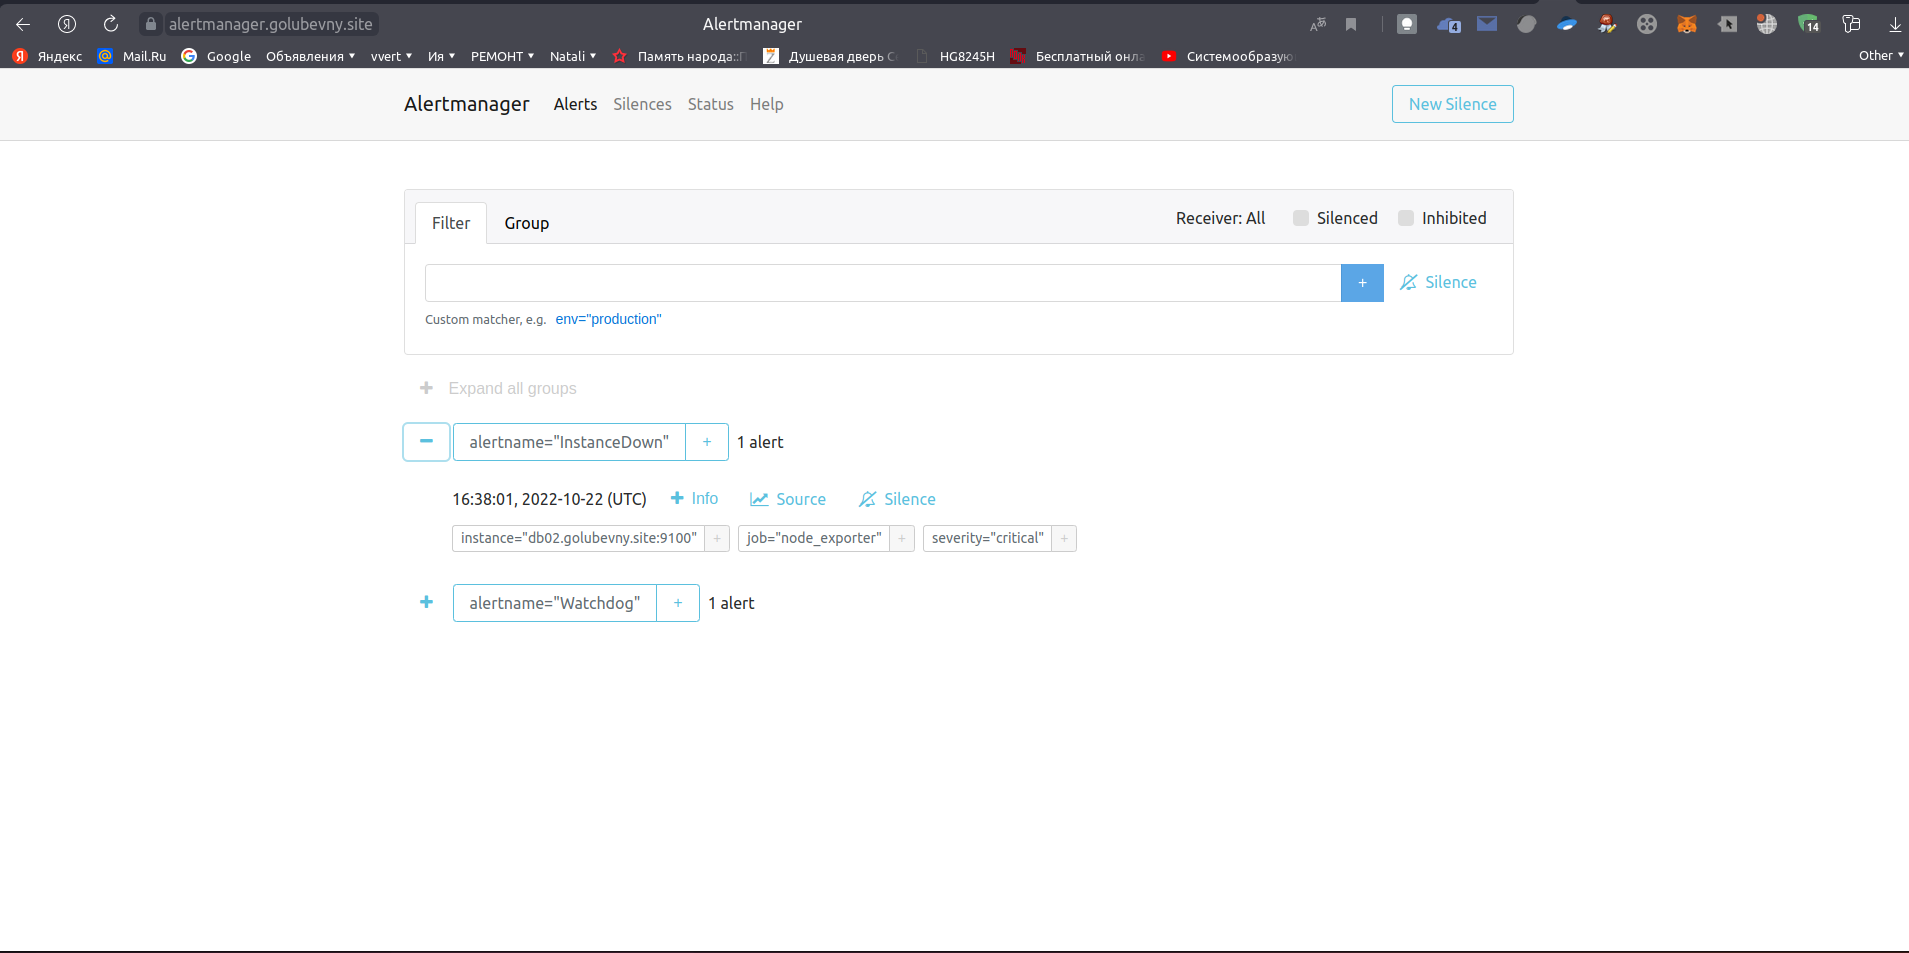 alertmanager.golubevny.site
Alertmanager
4
14
Яндекс Mail.Ru Google Объявления vvert Ия РЕМОНТ Natali Память народа:: Душевая дверь HG8245H Бесплатный Other
Alertmanager Alerts Silences Status Help New Silence
Filter Group Receiver: All Silenced Inhibited
+ Silence
Custom matcher, e.g. env="production"
+ Expand all groups
- alertname="InstanceDown" + 1 alert
16:38:01, 2022-10-22 (UTC) + Info Source Silence
instance="db02.golubevny.site:9100" + job="node_exporter" + severity="critical" +
+ alertname="Watchdog" + 1 alert